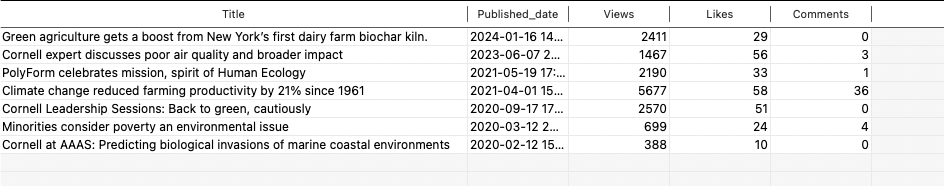 Title Published_date Views Likes Comments
Green agriculture gets a boost from New York’s first dairy farm biochar kiln. 2024-01-16 14... 2411 29 0
Cornell expert discusses poor air quality and broader impact 2023-06-07 2... 1467 56 3
PolyForm celebrates mission, spirit of Human Ecology 2021-05-19 17:... 2190 33 1
Climate change reduced farming productivity by 21% since 1961 2021-04-01 15... 5677 58 36
Cornell Leadership Sessions: Back to green, cautiously 2020-09-17 17... 2570 51 0
Minorities consider poverty an environmental issue 2020-03-12 2... 699 24 4
Cornell at AAAS: Predicting biological invasions of marine coastal environments 2020-02-12 15... 388 10 0